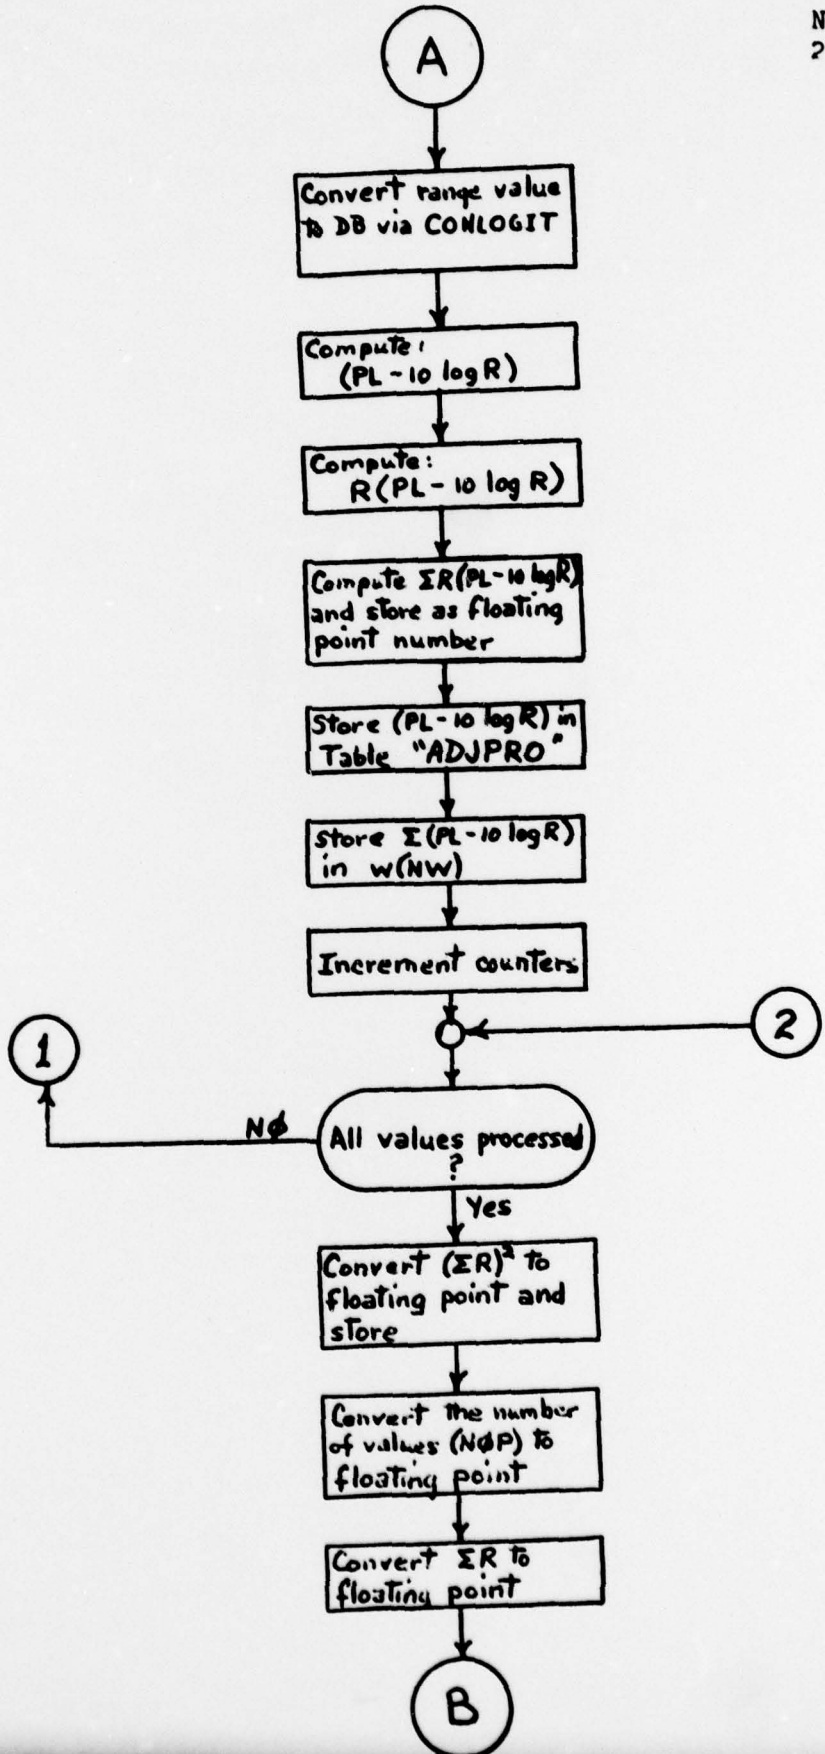 N
2
A
Convert range value
to DB via CONLOGIT
Compute:
(PL - 10 log R)
Compute:
R(PL - 10 log R)
Compute ΣR(PL-10 logR)
and store as floating
point number
Store (PL-10 log R) in
Table "ADJPRO"
Store Σ(PL-10 logR)
in W(NW)
Increment counters
2
1
NØ
All values processed
?
Yes
Convert (ΣR)² to
floating point and
store
Convert the number
of values (NØP) to
floating point
Convert ΣR to
floating point
B